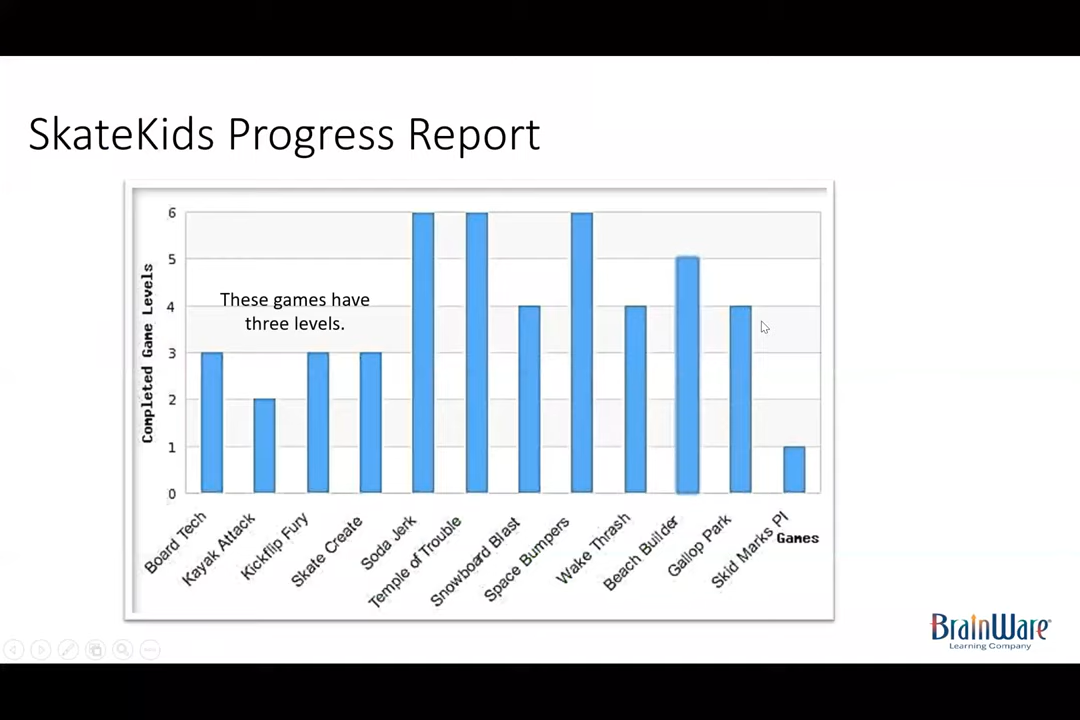 SkateKids Progress Report
Completed Game Levels
6
5
4
3
2
1
0
These games have
three levels.
Board Tech
Kayak Attack
Kickflip Fury
Skate Create
Soda Jerk
Temple of Trouble
Snowboard Blast
Space Bumpers
Wake Thrash
Beach Builder
Gallop Park
Skid Marks PI
Games
BrainWare
Learning Company